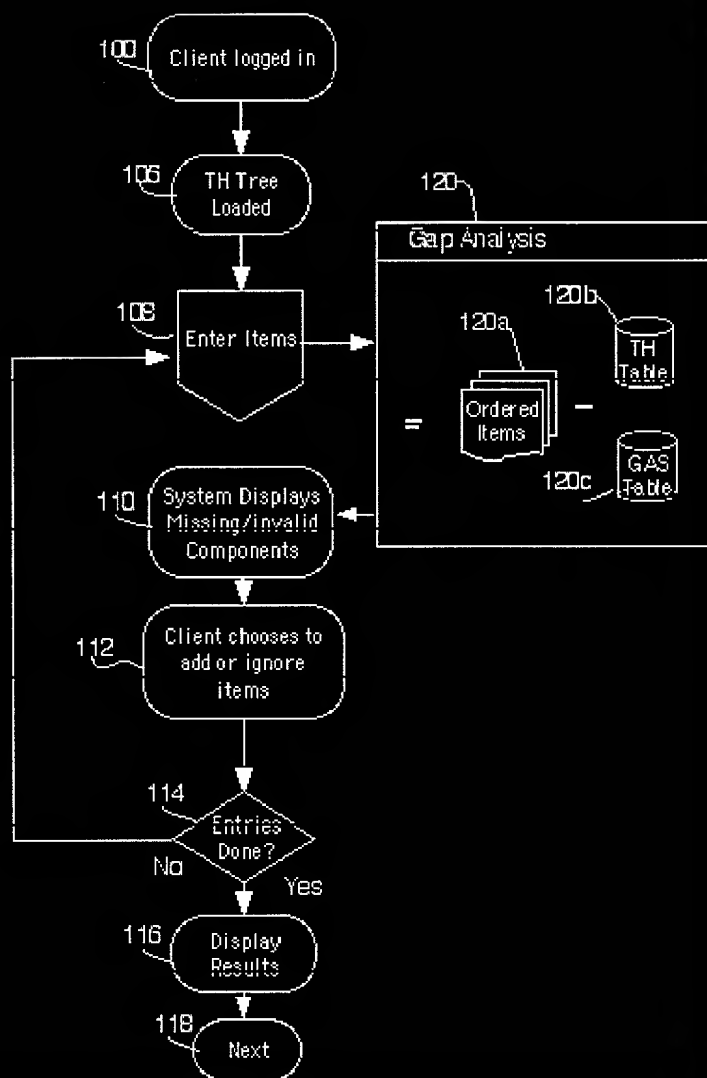 100
Client logged in
106
TH Tree
Loaded
108
Enter Items
120
Gap Analysis
=
120a
Ordered
Items
-
120b
TH
Table
120c
GAS
Table
110
System Displays
Missing/invalid
Components
112
Client chooses to
add or ignore
items
114
Entries
Done?
No
Yes
116
Display
Results
118
Next